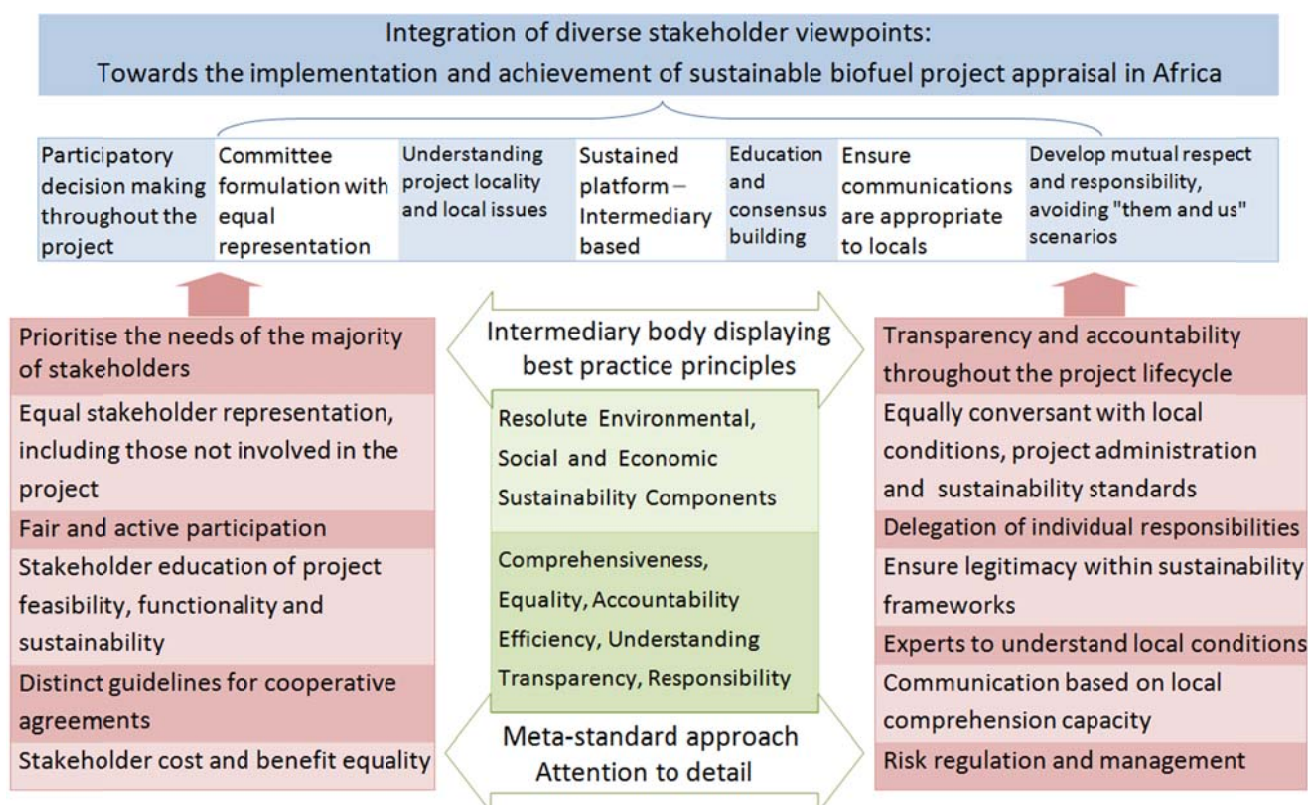 Integration of diverse stakeholder viewpoints:
Towards the implementation and achievement of sustainable biofuel project appraisal in Africa
Participatory
decision making
throughout the
project
Committee
formulation with
equal
representation
Understanding
project locality
and local issues
Sustained
platform –
Intermediary
based
Education
and
consensus
building
Ensure
communications
are appropriate
to locals
Develop mutual respect
and responsibility,
avoiding "them and us"
scenarios
Prioritise the needs of the majority
of stakeholders
Equal stakeholder representation,
including those not involved in the
project
Fair and active participation
Stakeholder education of project
feasibility, functionality and
sustainability
Distinct guidelines for cooperative
agreements
Stakeholder cost and benefit equality
Intermediary body displaying
best practice principles
Resolute Environmental,
Social and Economic
Sustainability Components
Comprehensiveness,
Equality, Accountability
Efficiency, Understanding
Transparency, Responsibility
Meta-standard approach
Attention to detail
Transparency and accountability
throughout the project lifecycle
Equally conversant with local
conditions, project administration
and sustainability standards
Delegation of individual responsibilities
Ensure legitimacy within sustainability
frameworks
Experts to understand local conditions
Communication based on local
comprehension capacity
Risk regulation and management